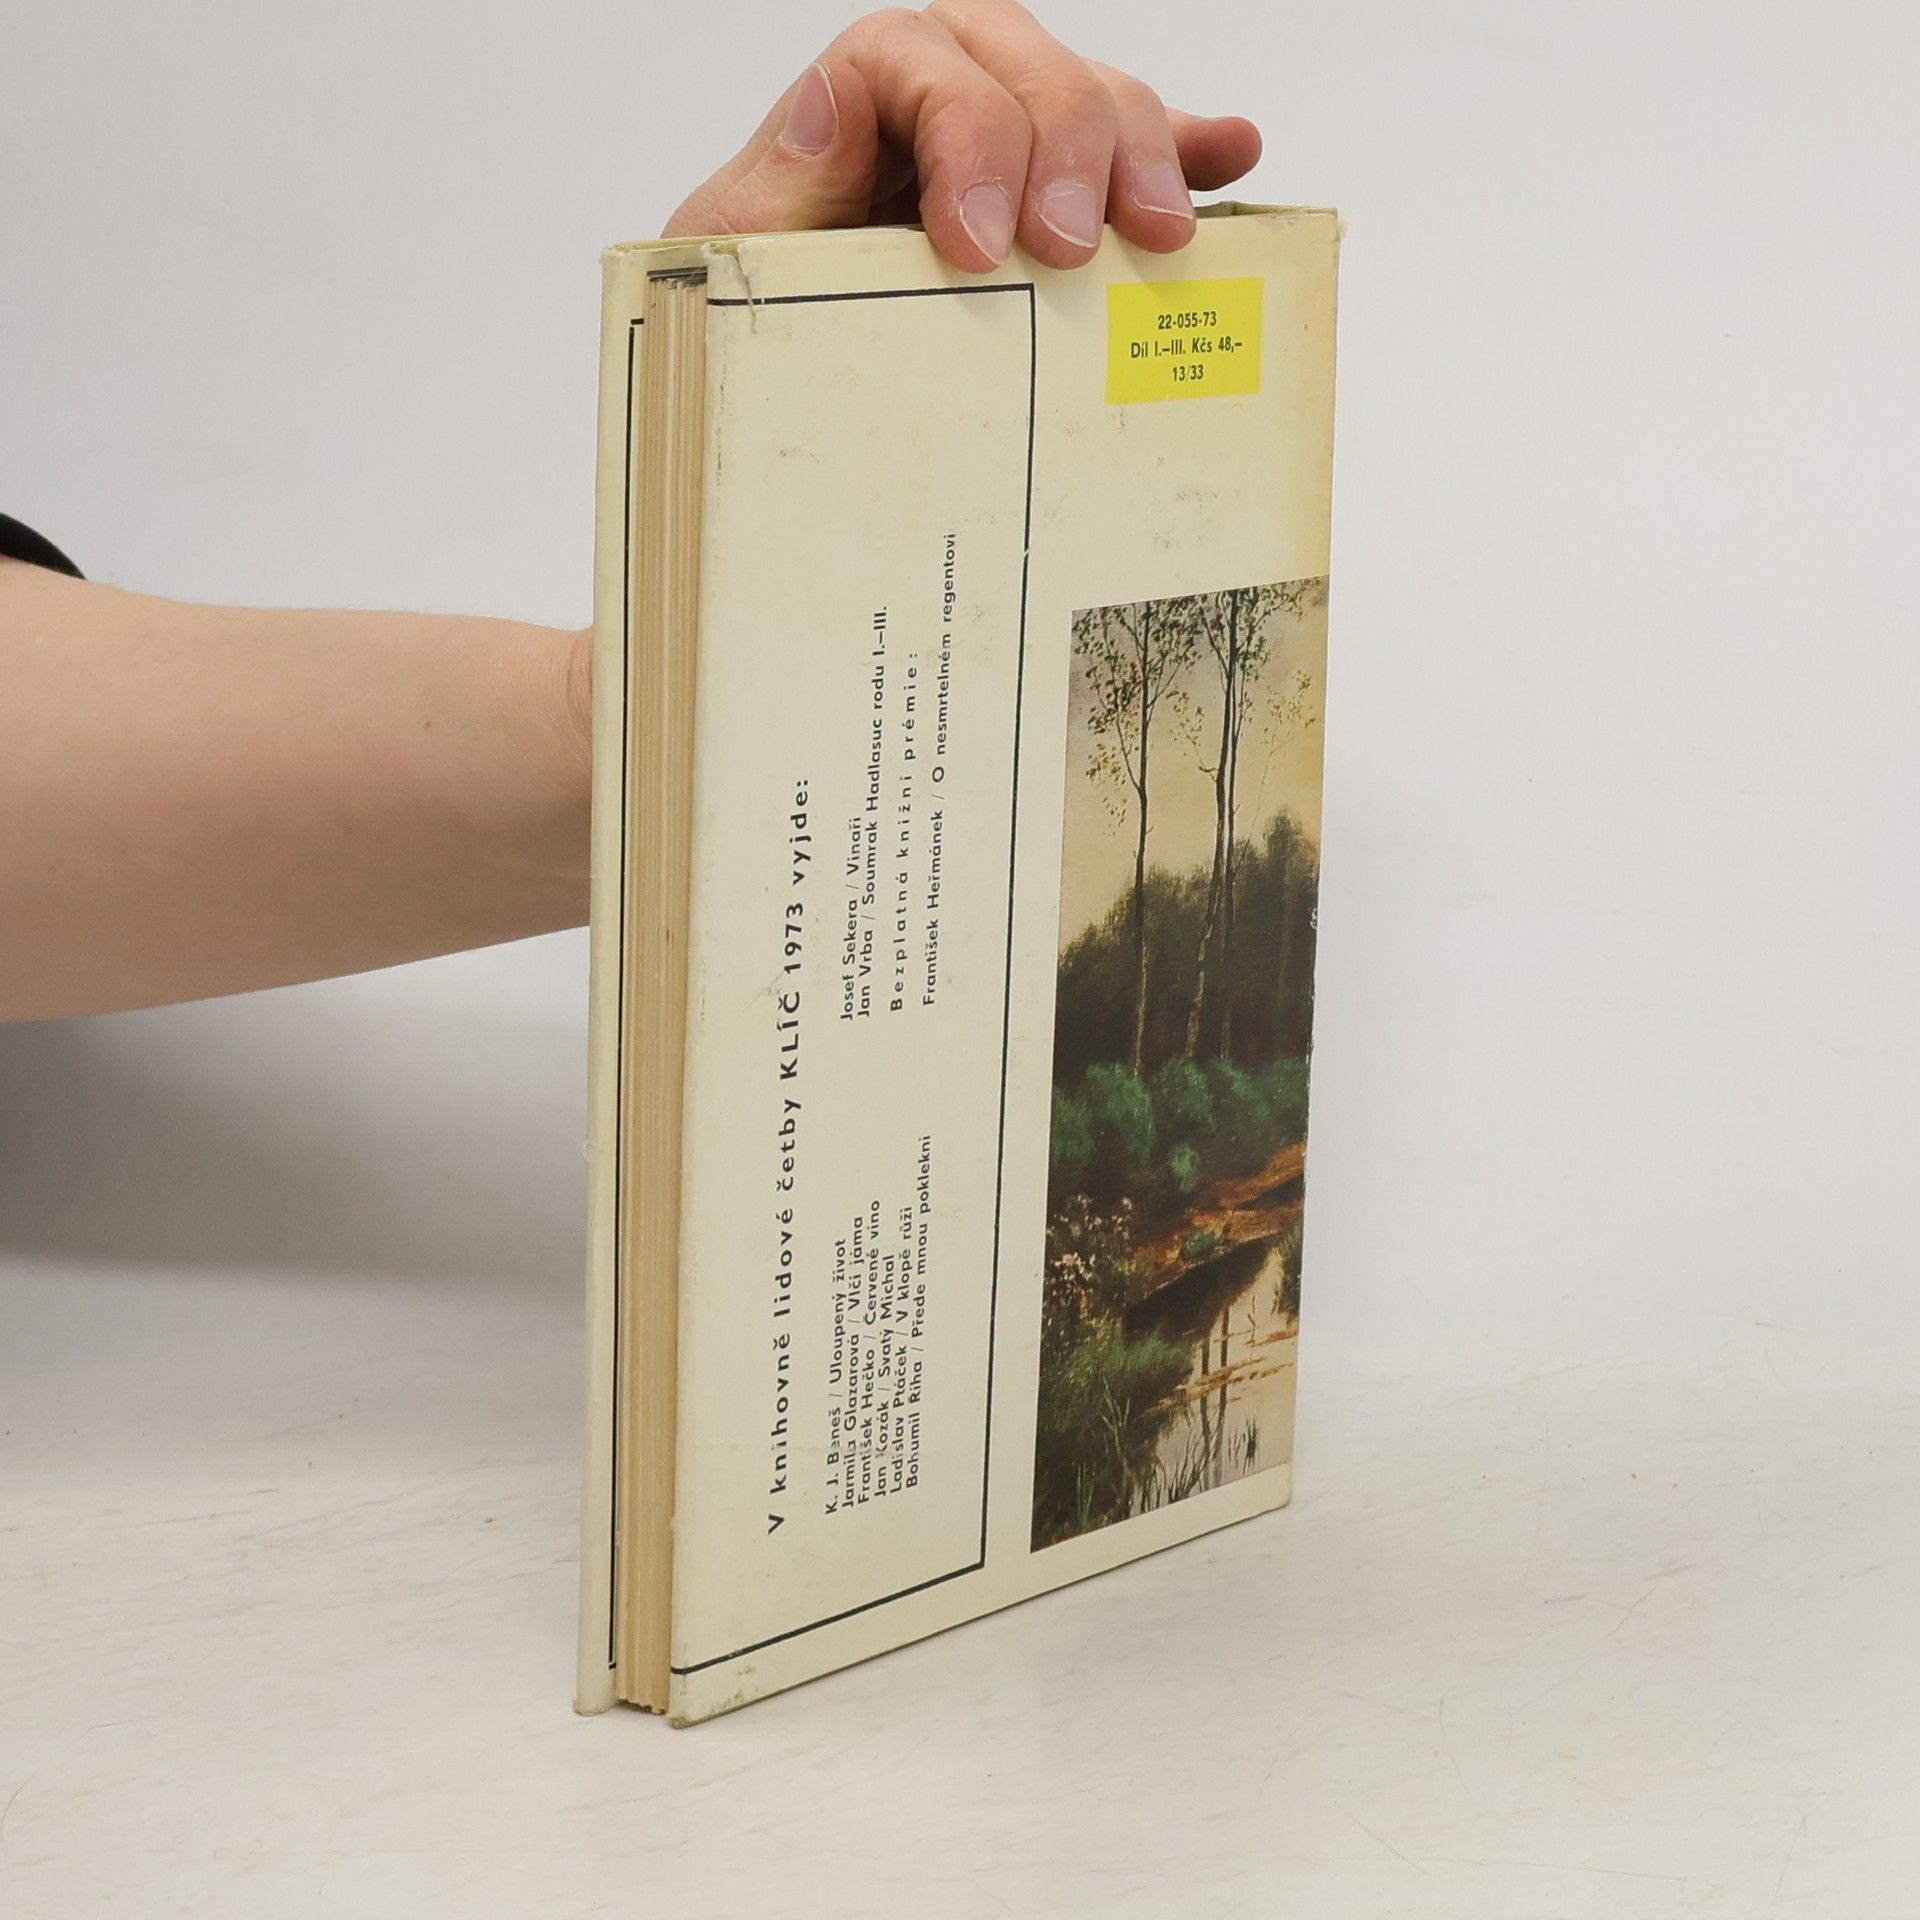 22-055-73
Díl I.–III. Kčs 48,–
13/33
V knihovně lidové četby KLÍČ 1973 vyjde:
K. J. Beneš / Uloupený život
Jarmila Glazarová / Vlčí jáma
František Hečko / Červené víno
Jan Kozák / Svatý Michal
Ladislav Ptáček / V klopě růži
Bohumil Říha / Přede mnou poklekni
Josef Sekera / Vinaři
Jan Vrba / Soumrak Hadlasuc rodu I.–III.
Bezplatná knižní prémie:
František Heřmánek / O nesmrtelném regentovi